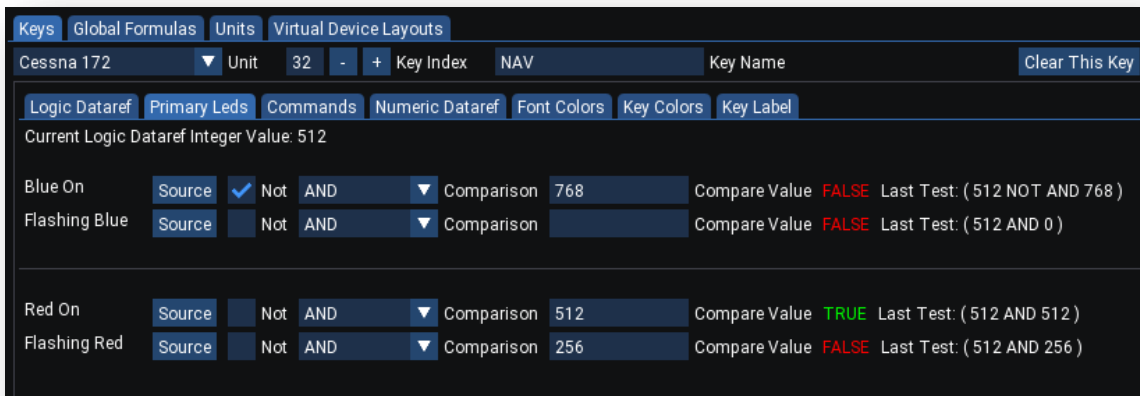 Keys Global Formulas Units Virtual Device Layouts
Cessna 172 Unit 32 - + Key Index NAV Key Name Clear This Key
Logic Dataref Primary Leds Commands Numeric Dataref Font Colors Key Colors Key Label
Current Logic Dataref Integer Value: 512
Blue On Source Not AND Comparison 768 Compare Value FALSE Last Test: ( 512 NOT AND 768 )
Flashing Blue Source Not AND Comparison Compare Value FALSE Last Test: ( 512 AND 0 )
Red On Source Not AND Comparison 512 Compare Value TRUE Last Test: ( 512 AND 512 )
Flashing Red Source Not AND Comparison 256 Compare Value FALSE Last Test: ( 512 AND 256 )